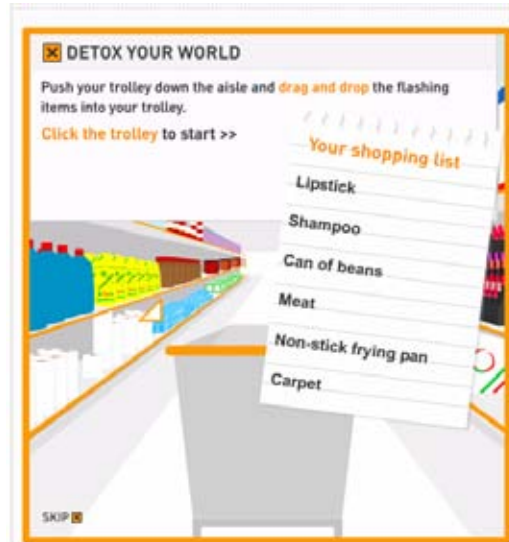 DETOX YOUR WORLD
Push your trolley down the aisle and drag and drop the flashing
items into your trolley.
Click the trolley to start >>
Your shopping list
Lipstick
Shampoo
Can of beans
Meat
Non-stick frying pan
Carpet
SKIP